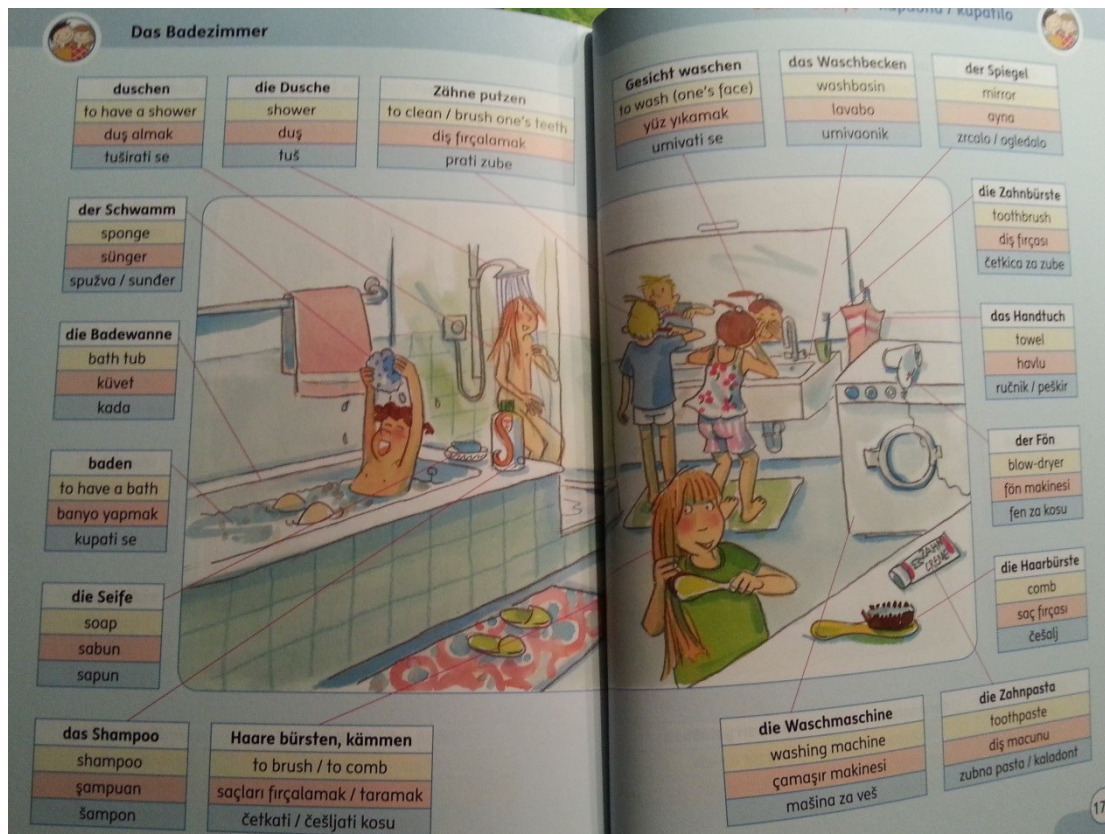 Das Badezimmer
duschen
to have a shower
duş almak
tuširati se
die Dusche
shower
duş
tuš
Zähne putzen
to clean / brush one's teeth
diş fırçalamak
prati zube
der Schwamm
sponge
sünger
spužva / sunđer
die Badewanne
bath tub
küvet
kada
baden
to have a bath
banyo yapmak
kupati se
die Seife
soap
sabun
sapun
das Shampoo
shampoo
şampuan
šampon
Haare bürsten, kämmen
to brush / to comb
saçları fırçalamak / taramak
četkati / češljati kosu
S
kupatilo
Gesicht waschen
to wash (one's face)
yüz yıkamak
umivati se
das Waschbecken
washbasin
lavabo
umivaonik
der Spiegel
mirror
ayna
zrcalo / ogledalo
die Zahnbürste
toothbrush
diş fırçası
četkica za zube
das Handtuch
towel
havlu
ručnik / peškir
der Fön
blow-dryer
fön makinesi
fen za kosu
die Haarbürste
comb
saç fırçası
češalj
ZAHN
CREME
die Waschmaschine
washing machine
çamaşır makinesi
mašina za veš
die Zahnpasta
toothpaste
diş macunu
zubna pasta / kaladont
17